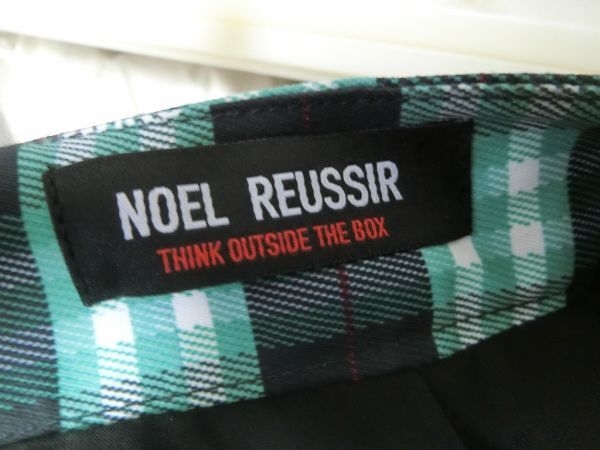 NOEL REUSSIR
THINK OUTSIDE THE BOX